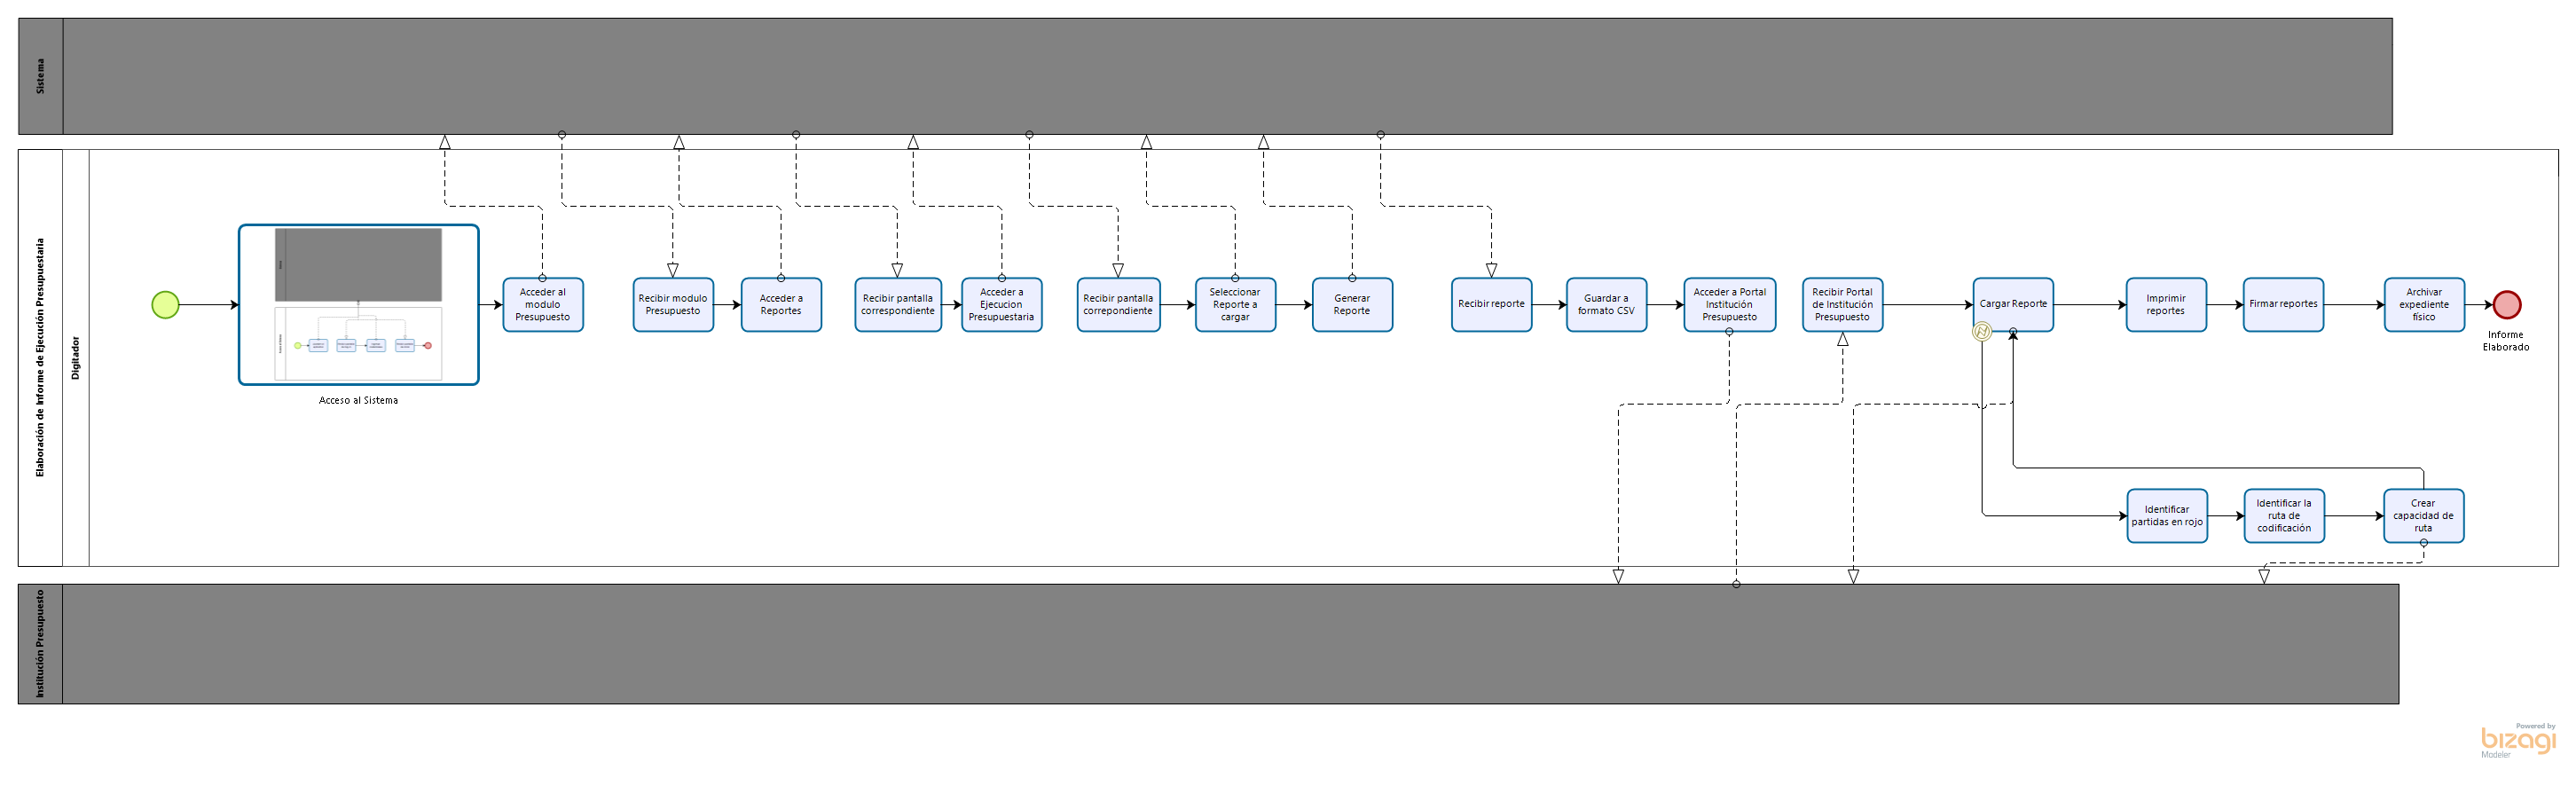 Sistema
Elaboración de Informe de Ejecución Presupuestaria
Digitador
Acceso al Sistema
Acceder al
modulo
Presupuesto
Recibir modulo
Presupuesto
Acceder a
Reportes
Recibir pantalla
correspondiente
Acceder a
Ejecucion
Presupuestaria
Recibir pantalla
correpondiente
Seleccionar
Reporte a
cargar
Generar
Reporte
Recibir reporte
Guardar a
formato CSV
Acceder a Portal
Institución
Presupuesto
Recibir Portal
de Institución
Presupuesto
Cargar Reporte
Imprimir
reportes
Firmar reportes
Archivar
expediente
físico
Informe
Elaborado
Identificar
partidas en rojo
Identificar la
ruta de
codificación
Crear
capacidad de
ruta
Institución Presupuesto
Powered by
bizagi
Modeler